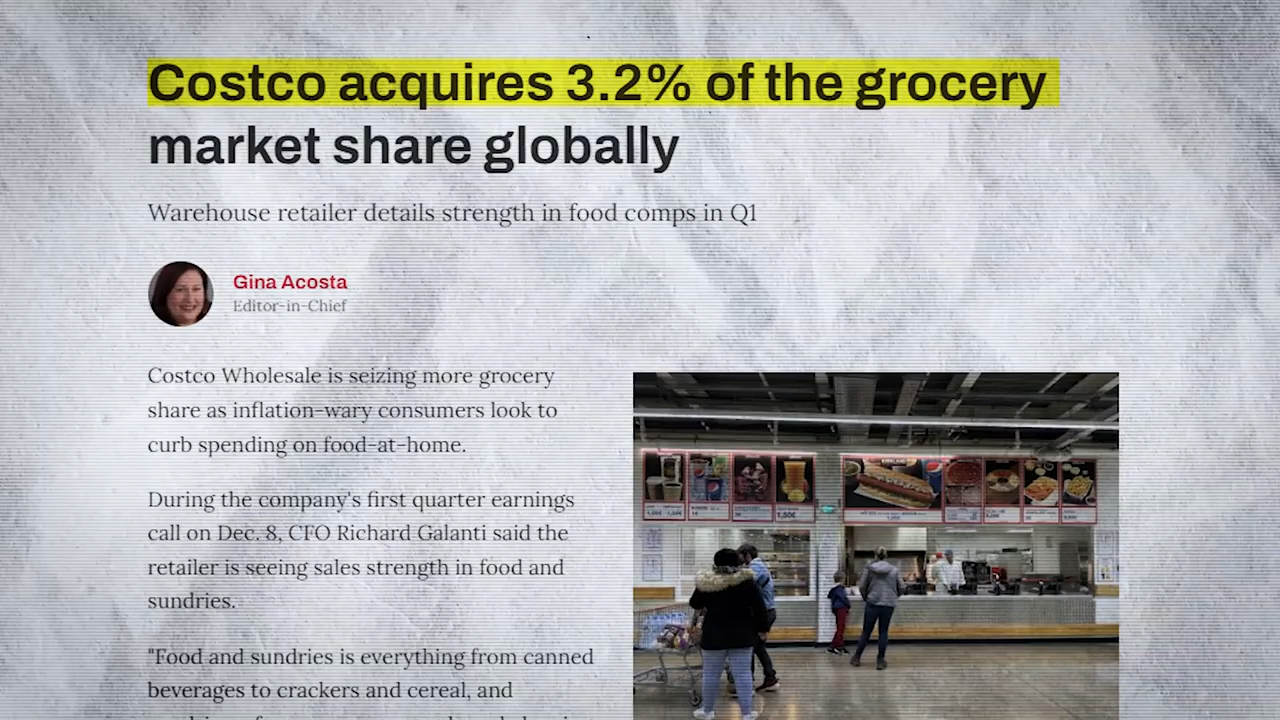 Costco acquires 3.2% of the grocery
market share globally
Warehouse retailer details strength in food comps in Q1
Gina Acosta
Editor-in-Chief
Costco Wholesale is seizing more grocery
share as inflation-wary consumers look to
curb spending on food-at-home.
During the company's first quarter earnings
call on Dec. 8, CFO Richard Galanti said the
retailer is seeing sales strength in food and
sundries.
"Food and sundries is everything from canned
beverages to crackers and cereal, and